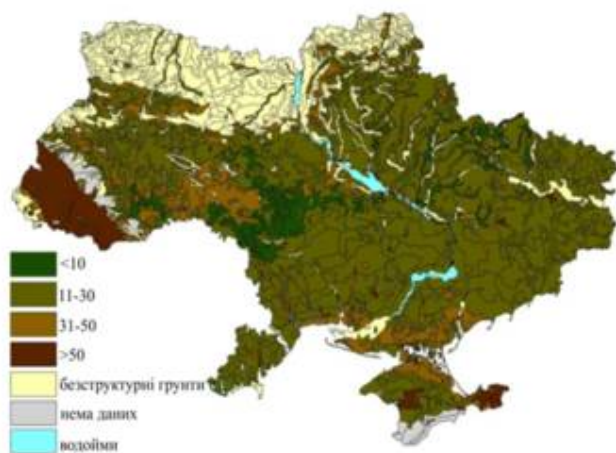 <10
11-30
31-50
>50
безструктурні грунти
нема даних
водойми